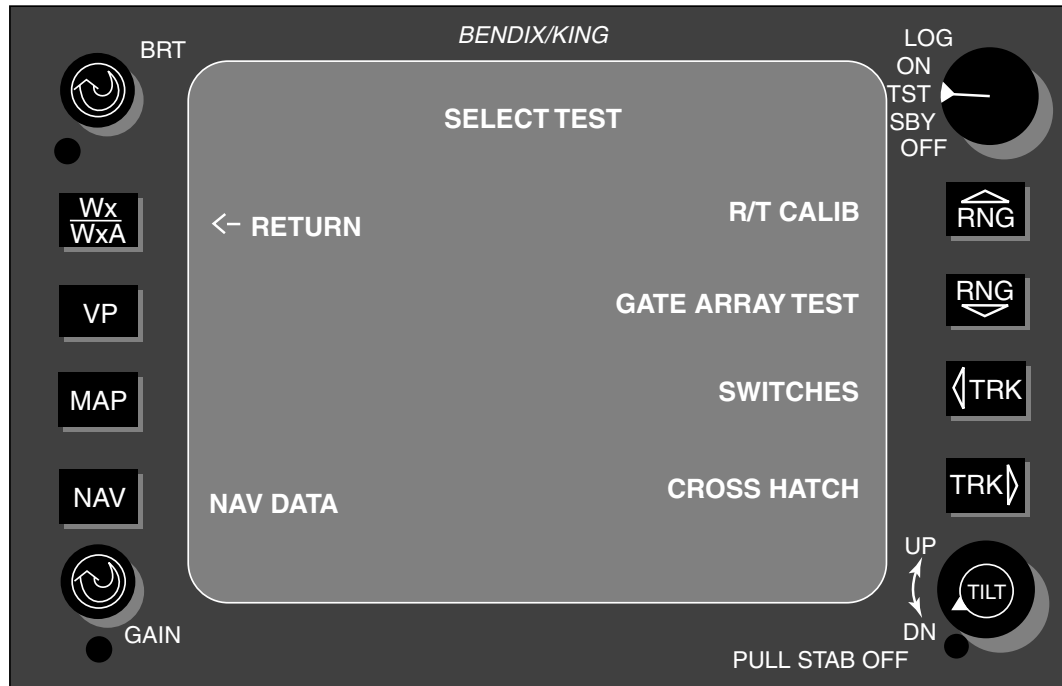 BENDIX/KING
BRT
LOG
ON
TST
SBY
OFF
SELECT TEST
Wx
WxA
<– RETURN
R/T CALIB
RNG
VP
GATE ARRAY TEST
RNG
MAP
SWITCHES
TRK
NAV
NAV DATA
CROSS HATCH
TRK
UP
TILT
DN
GAIN
PULL STAB OFF